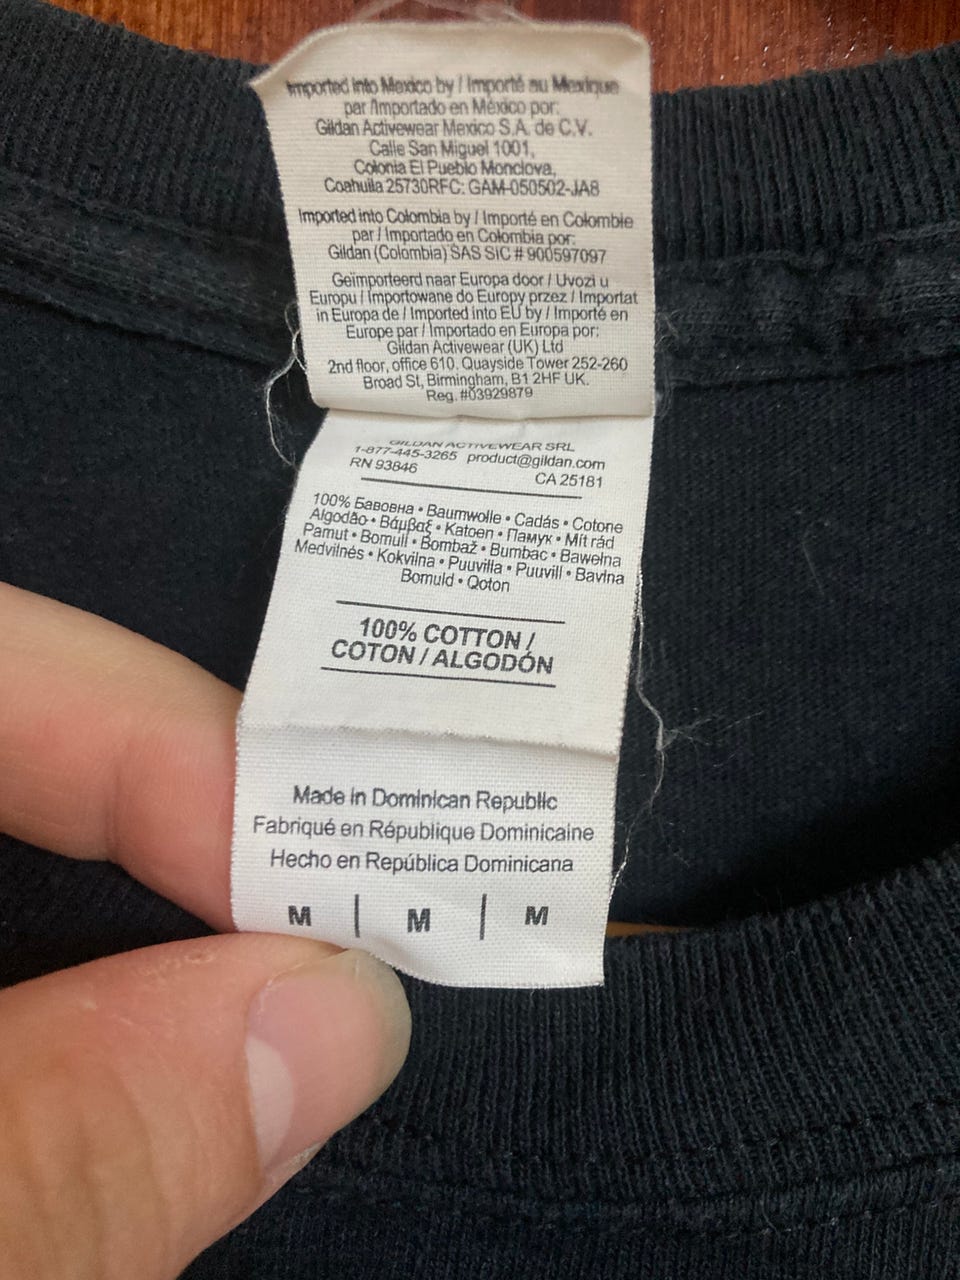 Imported into Mexico by / Importé au Mexique
par /Importado en México por:
Gildan Activewear Mexico S.A. de C.V.
Calle San Miguel 1001,
Colonia El Pueblo Monclova,
Coahuila 25730RFC: GAM-050502-JA8
Imported into Colombia by / Importé en Colombie
par / Importado en Colombia por:
Gildan (Colombia) SAS SIC # 900597097
Geïmporteerd naar Europa door / Uvozi u
Europu / Importowane do Europy przez / Importat
in Europa de / Imported into EU by / Importé en
Europe par / Importado en Europa por:
Gildan Activewear (UK) Ltd
2nd floor, office 610. Quayside Tower 252-260
Broad St, Birmingham, B1 2HF UK.
Reg. #03929879
GILDAN ACTIVEWEAR SRL
1-877-445-3265 product@gildan.com
RN 93846 CA 25181
100% Бавовна • Baumwolle • Cadás • Cotone
Algodão • Βάμβαξ • Katoen • Памук • Mit rád
Pamut • Bomull • Bombaž • Bumbac • Bawełna
Medvilnés • Kokvilna • Puuvilla • Puuvill • Bavlna
Bomuld • Qoton
100% COTTON /
COTON / ALGODÓN
Made in Dominican Republic
Fabriqué en République Dominicaine
Hecho en República Dominicana
M | M | M